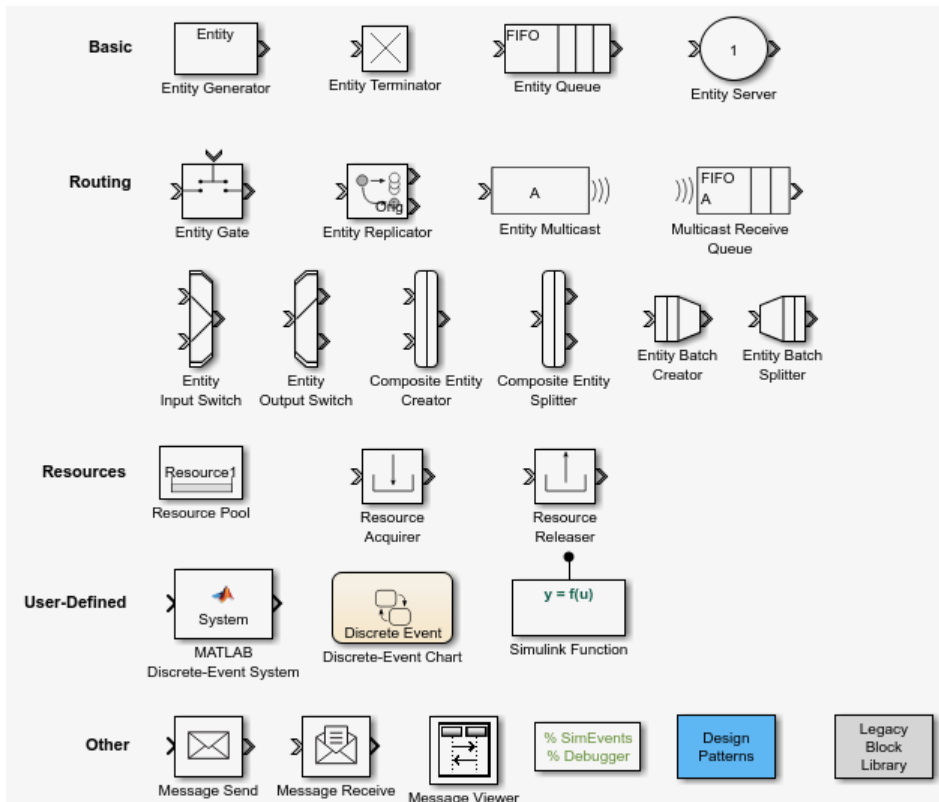 Basic
Entity
Entity Generator
Entity Terminator
FIFO
Entity Queue
1
Entity Server
Routing
Entity Gate
Orig
Entity Replicator
A
Entity Multicast
FIFO
A
Multicast Receive
Queue
Entity
Input Switch
Entity
Output Switch
Composite Entity
Creator
Composite Entity
Splitter
Entity Batch
Creator
Entity Batch
Splitter
Resources
Resource1
Resource Pool
Resource
Acquirer
Resource
Releaser
User-Defined
System
MATLAB
Discrete-Event System
Discrete Event
Discrete-Event Chart
y = f(u)
Simulink Function
Other
Message Send
Message Receive
Message Viewer
% SimEvents
% Debugger
Design
Patterns
Legacy
Block
Library